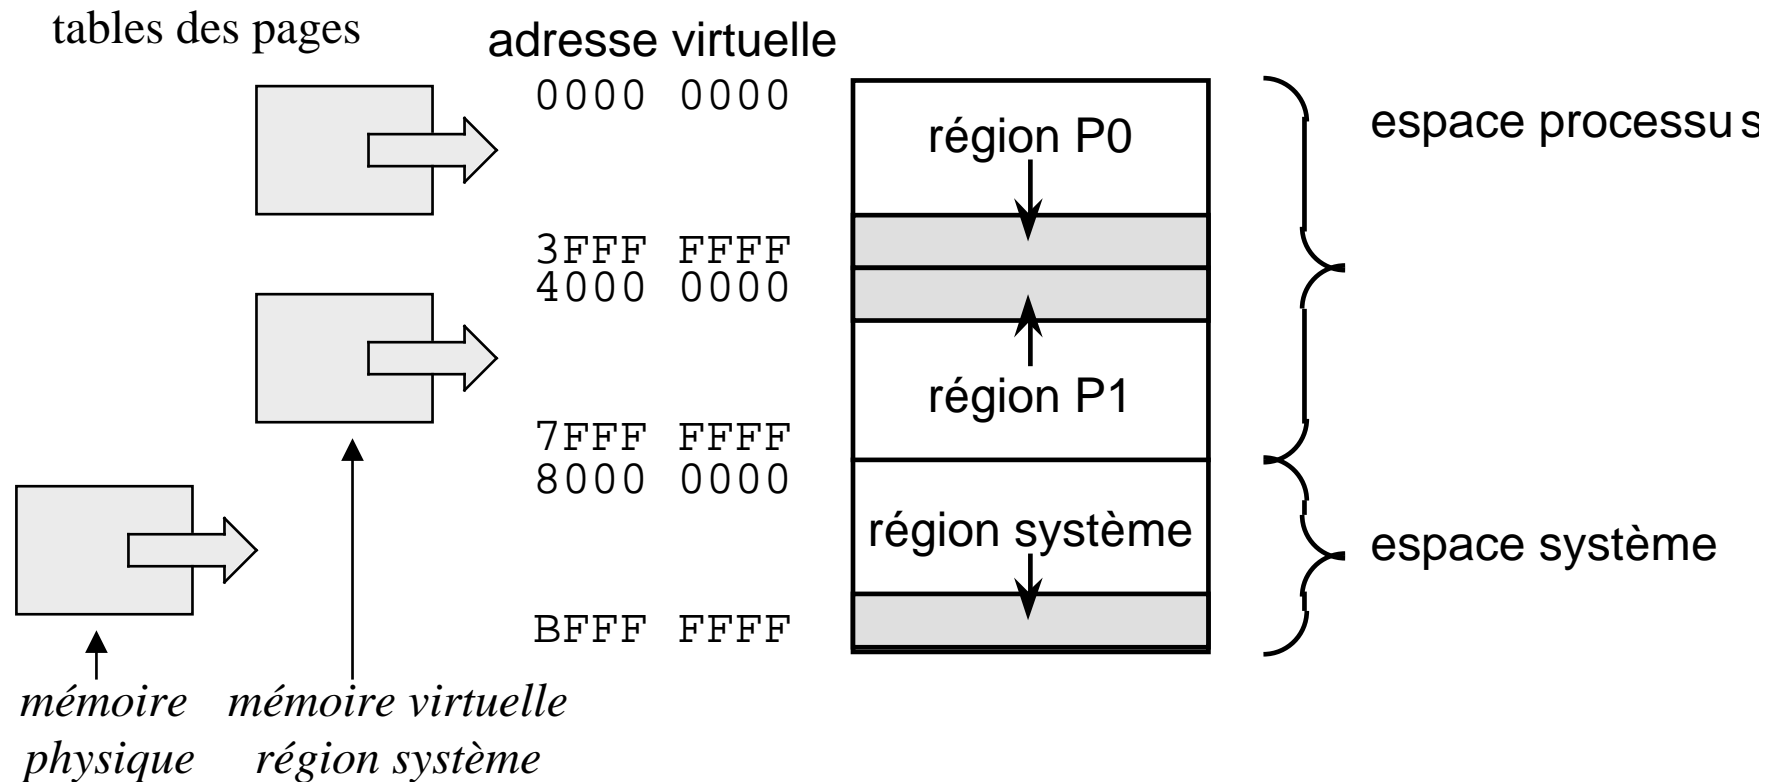 tables des pages
adresse virtuelle
0000 0000
région P0
espace processus
3FFF FFFF
4000 0000
région P1
7FFF FFFF
8000 0000
région système
espace système
BFFF FFFF
mémoire physique
mémoire virtuelle région système